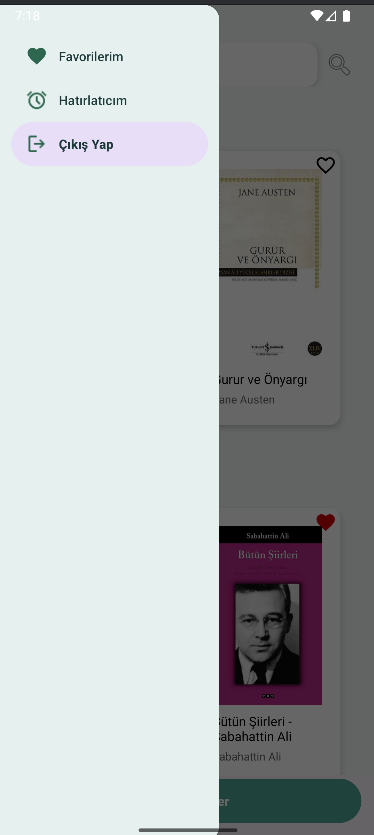 7:18
Favorilerim
Hatırlatıcım
Çıkış Yap
JANE AUSTEN
GURUR
VE ÖNYARGI
Gurur ve Önyargı
Jane Austen
Sabahattin Ali
Bütün Şiirleri
Bütün Şiirleri -
Sabahattin Ali
Sabahattin Ali
er